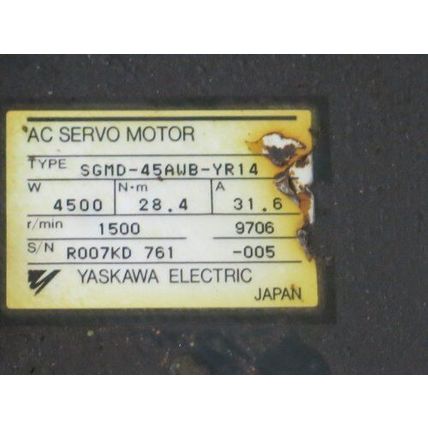 AC SERVO MOTOR
TYPE SGMD-45AWB-YR14
W N·m A
4500 28.4 31.6
r/min 1500 9706
S/N R007KD 761 -005
YASKAWA ELECTRIC
JAPAN